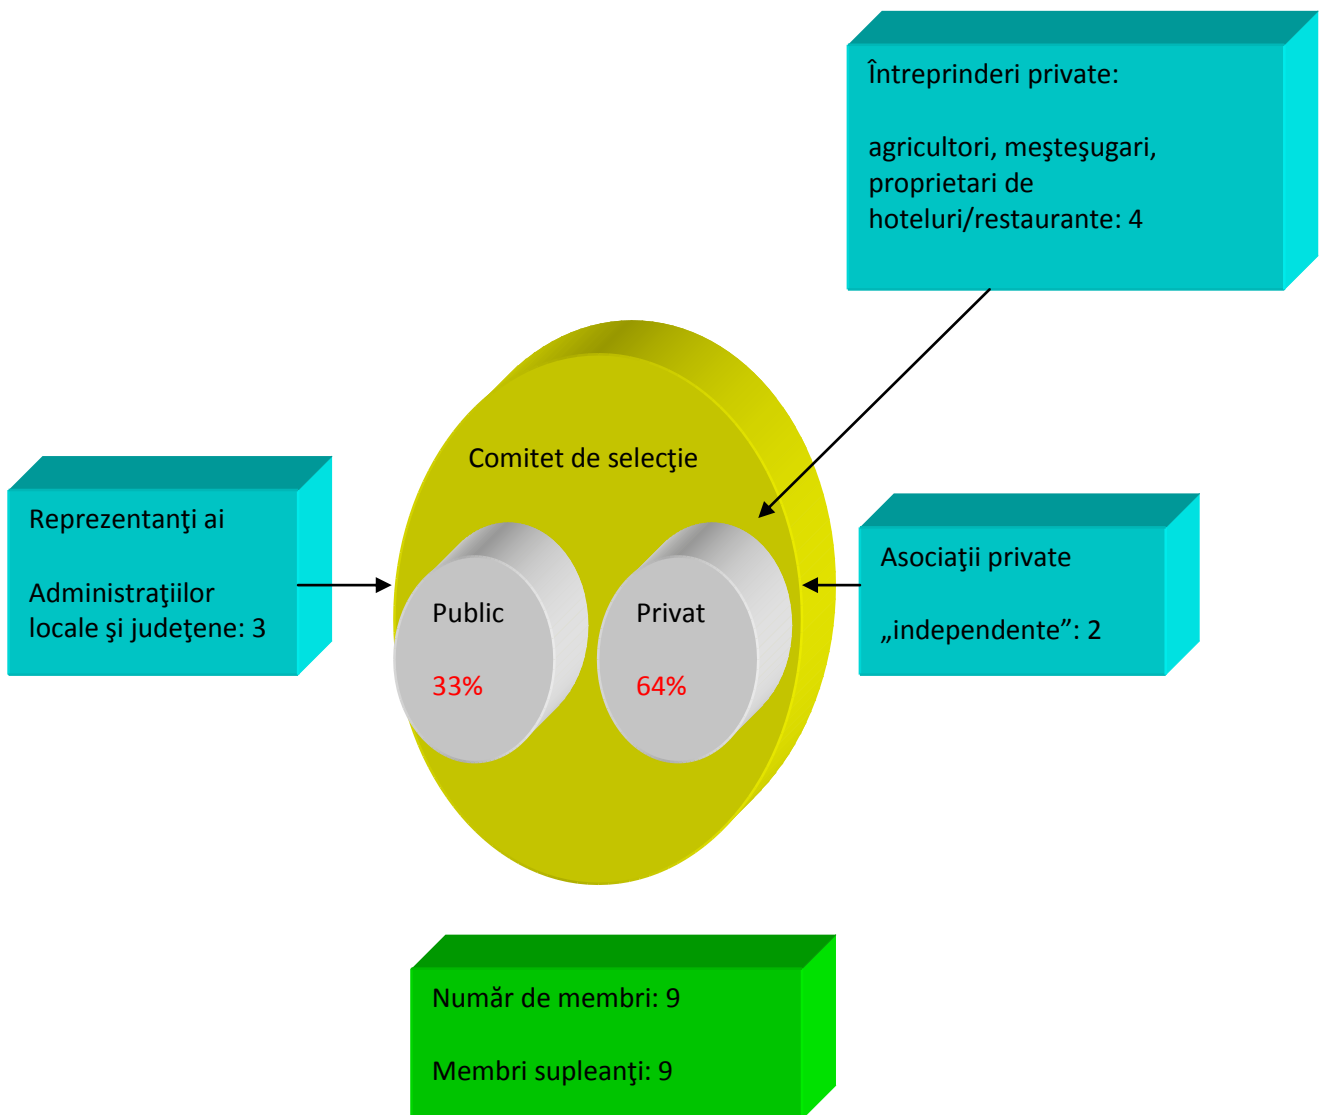 Întreprinderi private:
agricultori, meşteşugari,
proprietari de
hoteluri/restaurante: 4
Comitet de selecţie
Reprezentanţi ai
Administraţiilor
locale şi judeţene: 3
Public
33%
Privat
64%
Asociaţii private
„independente”: 2
Număr de membri: 9
Membri supleanţi: 9